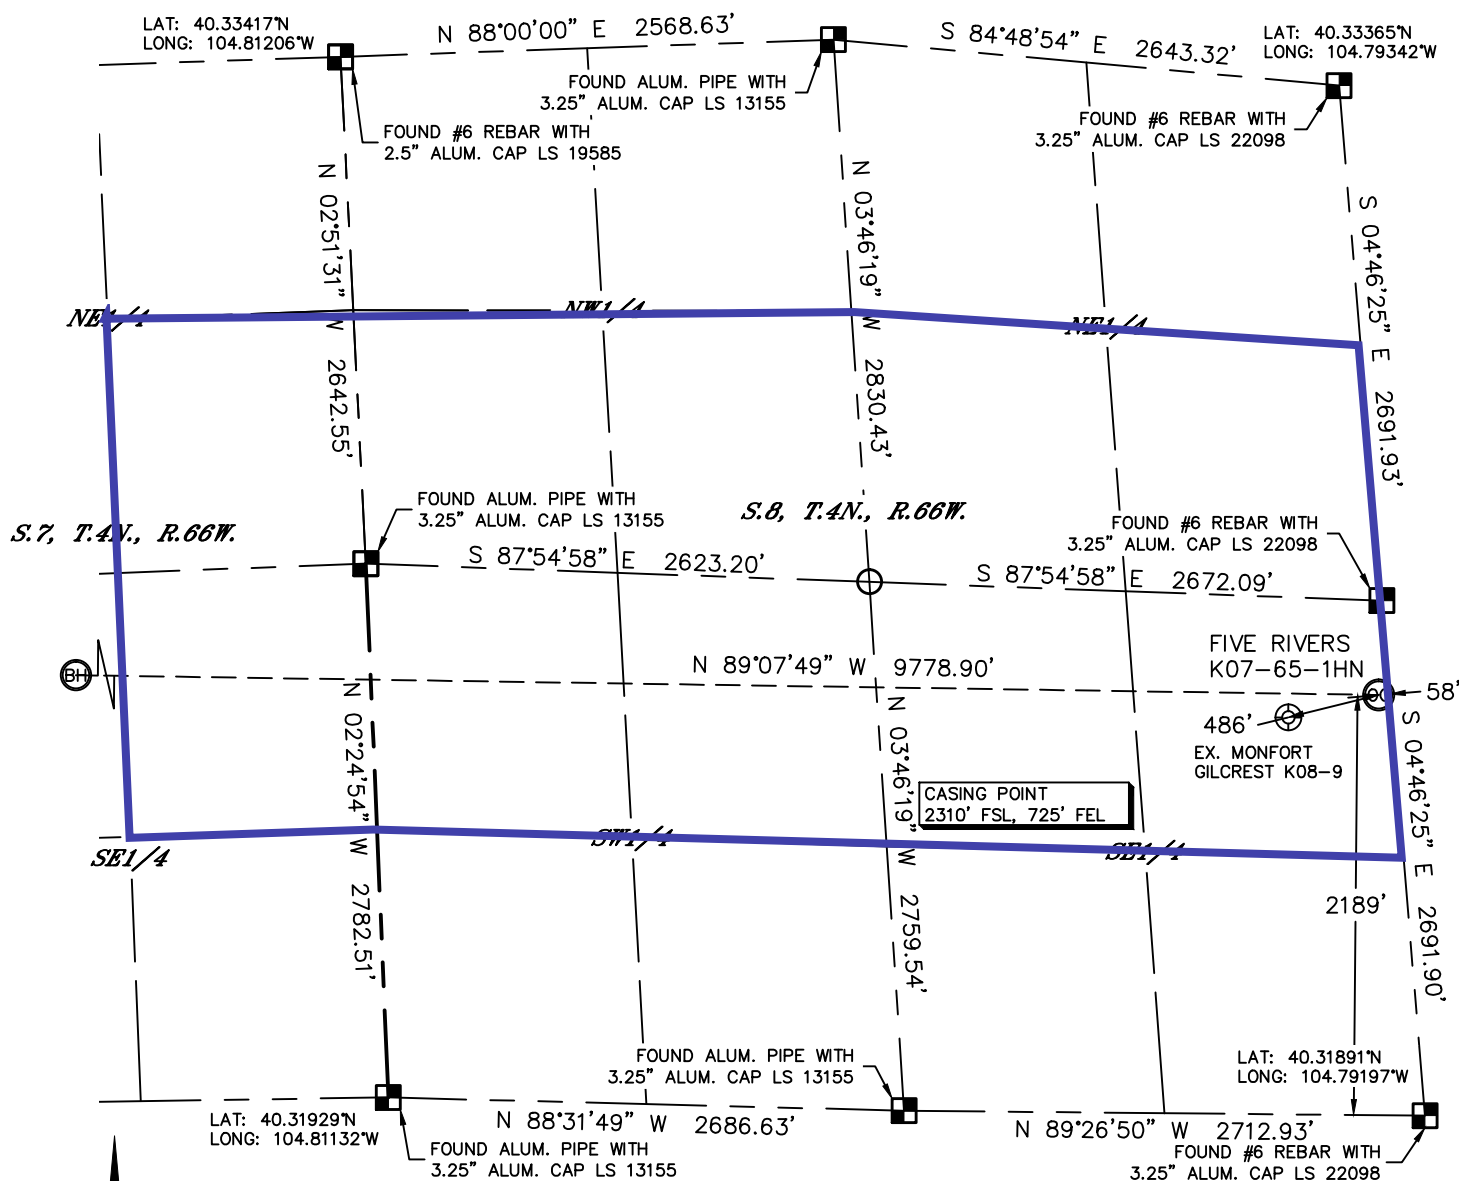 LAT: 40.33417°N
LONG: 104.81206°W
N 88°00'00" E 2568.63'
S 84°48'54" E 2643.32'
LAT: 40.33365°N
LONG: 104.79342°W
FOUND ALUM. PIPE WITH
3.25" ALUM. CAP LS 13155
FOUND #6 REBAR WITH
2.5" ALUM. CAP LS 19585
FOUND #6 REBAR WITH
3.25" ALUM. CAP LS 22098
N 02°51'31" W 2642.55'
N 03°46'19" W 2830.43'
S 04°46'25" E 2691.93'
NE1/4
NW1/4
NE1/4
FOUND ALUM. PIPE WITH
3.25" ALUM. CAP LS 13155
S.7, T.4N., R.66W.
S.8, T.4N., R.66W.
FOUND #6 REBAR WITH
3.25" ALUM. CAP LS 22098
S 87°54'58" E 2623.20'
S 87°54'58" E 2672.09'
FIVE RIVERS
K07-65-1HN
BH
N 89°07'49" W 9778.90'
58'
486'
EX. MONFORT
GILCREST K08-9
N 02°24'54" W 2782.51'
N 03°46'19" W 2759.54'
S 04°46'25" E 2691.90'
CASING POINT
2310' FSL, 725' FEL
SE1/4
SW1/4
SE1/4
2189'
FOUND ALUM. PIPE WITH
3.25" ALUM. CAP LS 13155
LAT: 40.31891°N
LONG: 104.79197°W
LAT: 40.31929°N
LONG: 104.81132°W
N 88°31'49" W 2686.63'
N 89°26'50" W 2712.93'
FOUND ALUM. PIPE WITH
3.25" ALUM. CAP LS 13155
FOUND #6 REBAR WITH
3.25" ALUM. CAP LS 22098